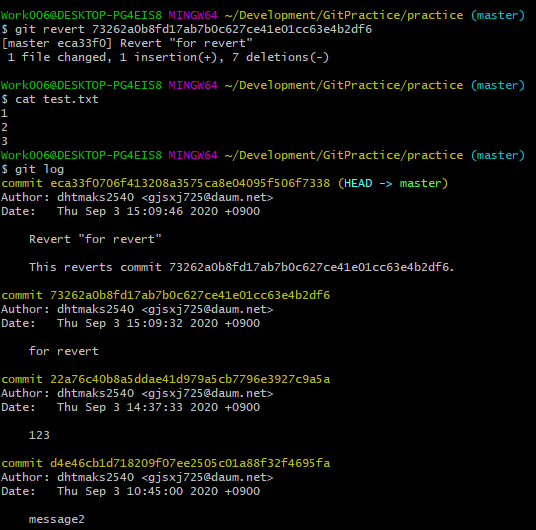 Work006@DESKTOP-PG4EIS8 MINGW64 ~/Development/GitPractice/practice (master)
$ git revert 73262a0b8fd17ab7b0c627ce41e01cc63e4b2df6
[master eca33f0] Revert "for revert"
 1 file changed, 1 insertion(+), 7 deletions(-)

Work006@DESKTOP-PG4EIS8 MINGW64 ~/Development/GitPractice/practice (master)
$ cat test.txt
1
2
3
Work006@DESKTOP-PG4EIS8 MINGW64 ~/Development/GitPractice/practice (master)
$ git log
commit eca33f0706f413208a3575ca8e04095f506f7338 (HEAD -> master)
Author: dhtmaks2540 <gjsxj725@daum.net>
Date:   Thu Sep 3 15:09:46 2020 +0900

    Revert "for revert"

    This reverts commit 73262a0b8fd17ab7b0c627ce41e01cc63e4b2df6.

commit 73262a0b8fd17ab7b0c627ce41e01cc63e4b2df6
Author: dhtmaks2540 <gjsxj725@daum.net>
Date:   Thu Sep 3 15:09:32 2020 +0900

    for revert

commit 22a76c40b8a5ddae41d979a5cb7796e3927c9a5a
Author: dhtmaks2540 <gjsxj725@daum.net>
Date:   Thu Sep 3 14:37:33 2020 +0900

    123

commit d4e46cb1d718209f07ee2505c01a88f32f4695fa
Author: dhtmaks2540 <gjsxj725@daum.net>
Date:   Thu Sep 3 10:45:00 2020 +0900

    message2